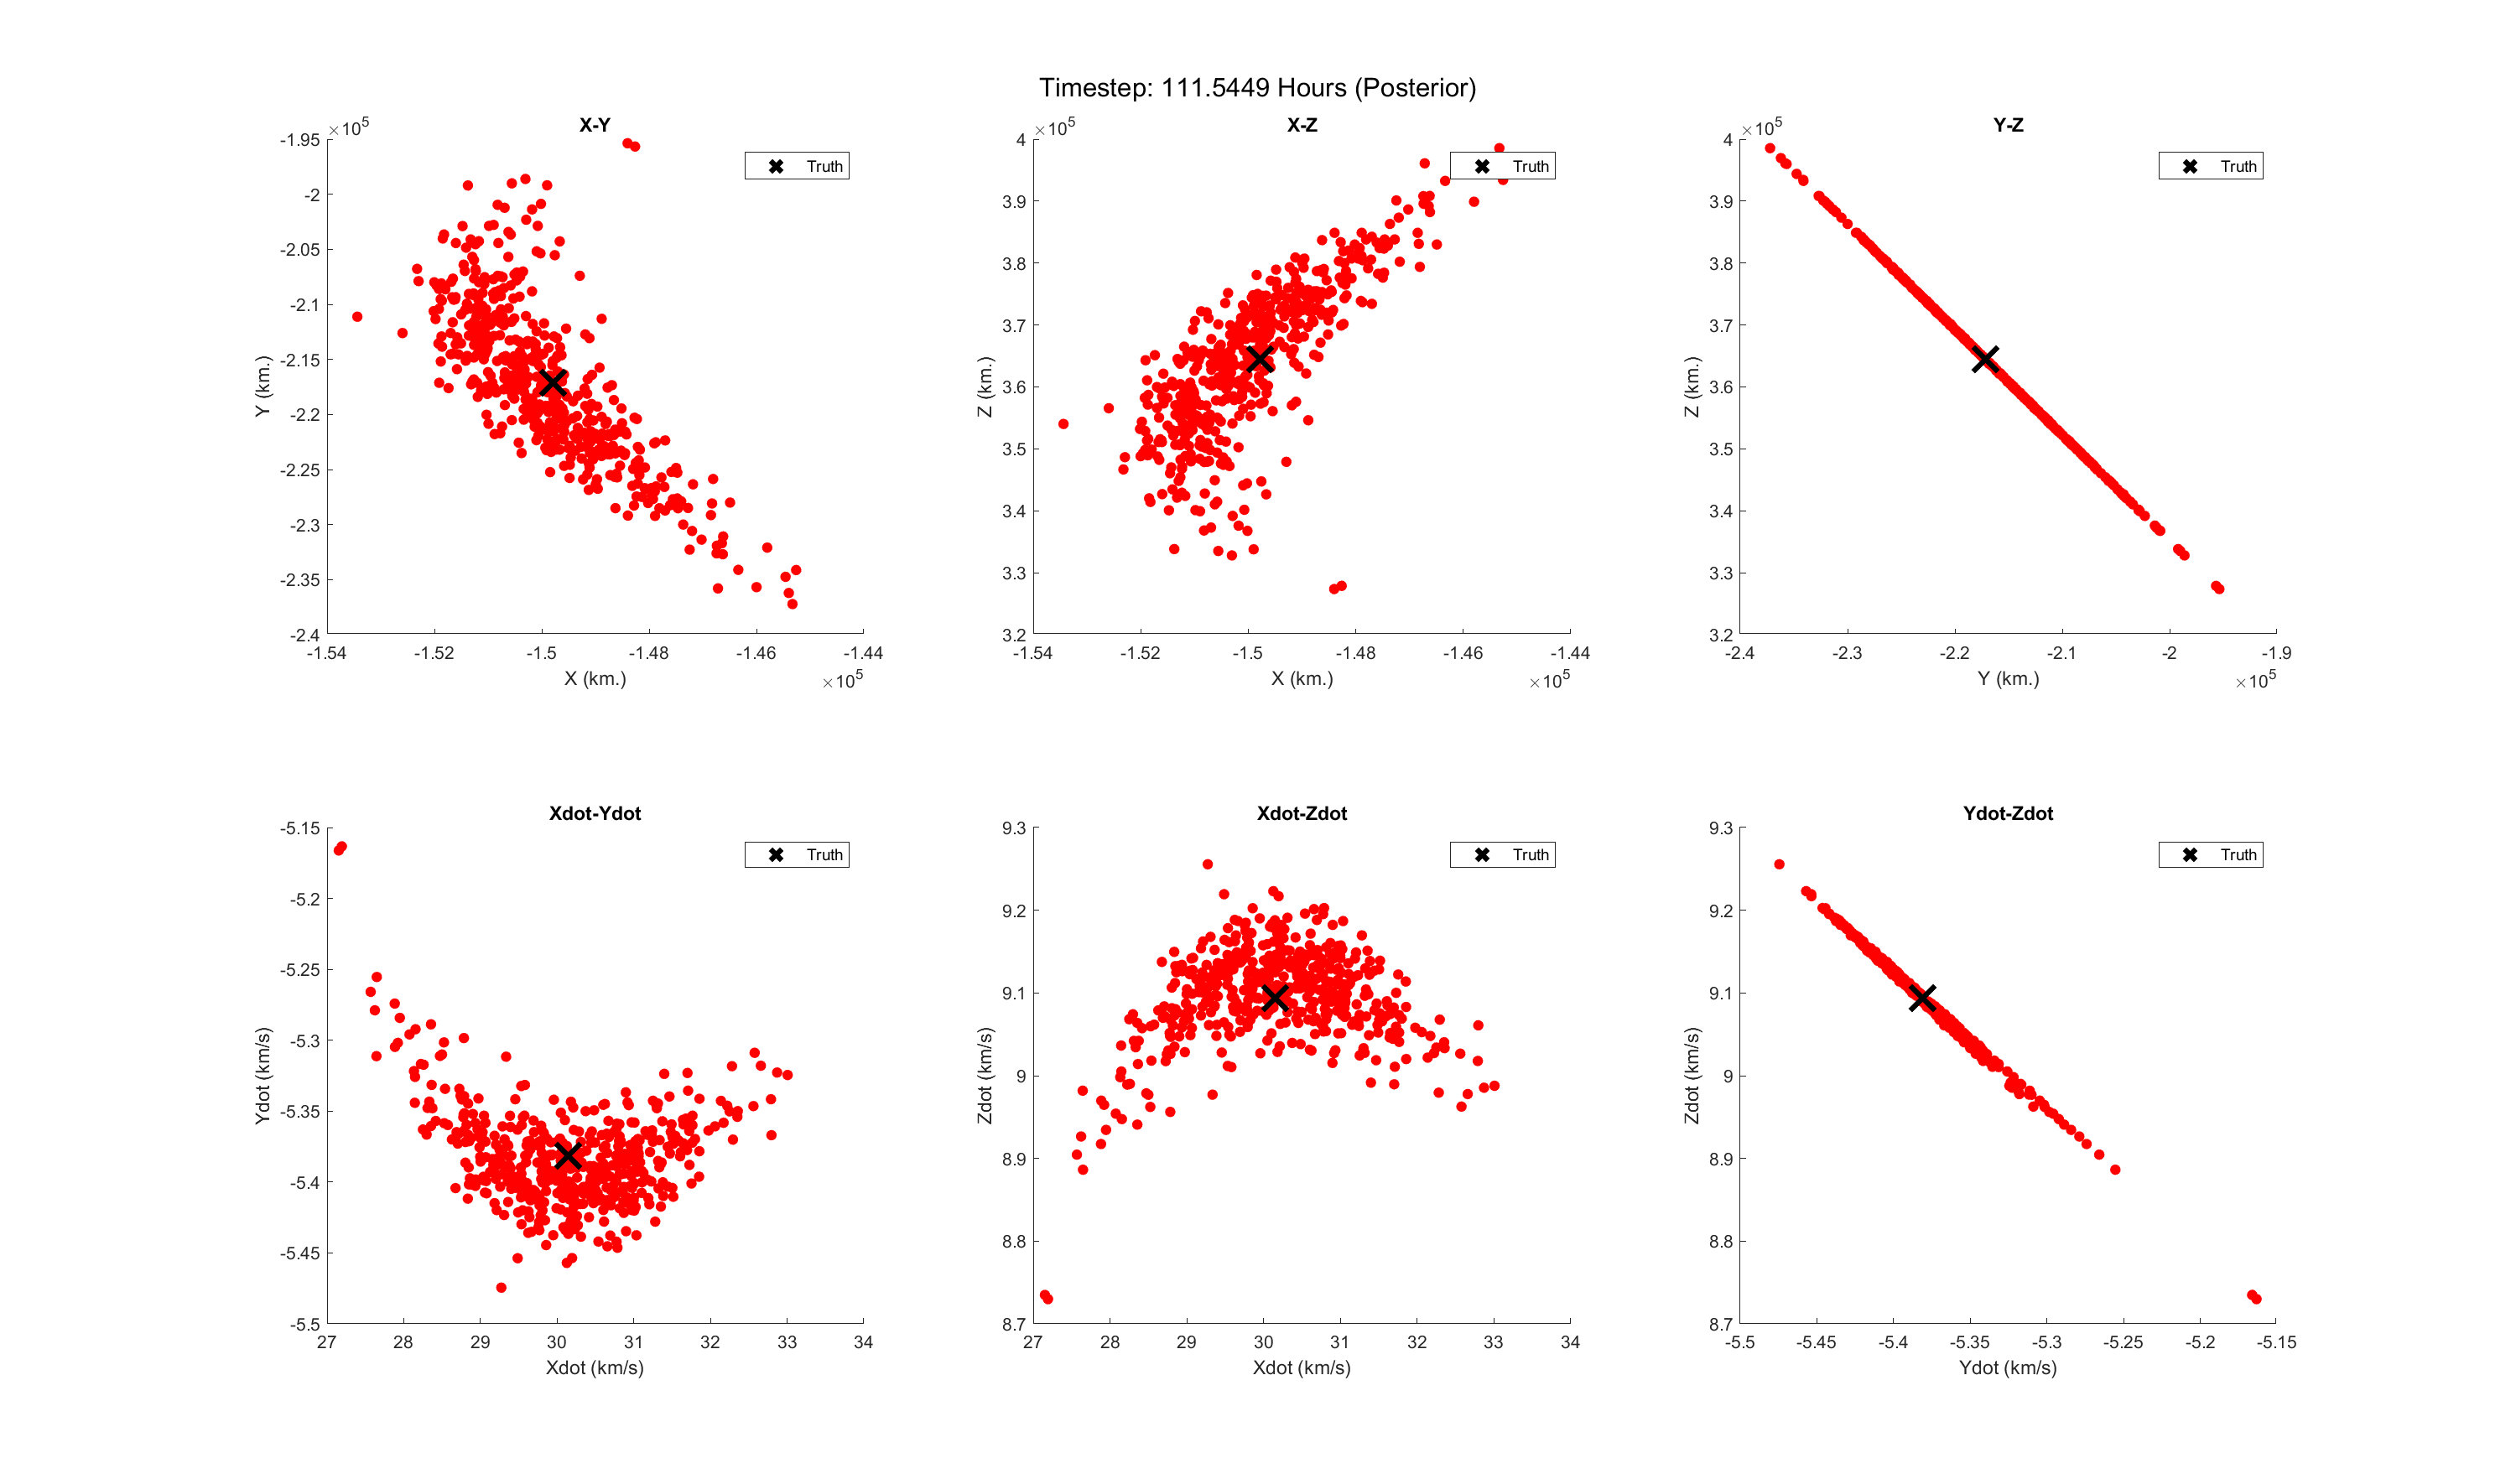 Timestep: 111.5449 Hours (Posterior)
X-Y
×10^5
-1.95
-2
-2.05
-2.1
-2.15
-2.2
-2.25
-2.3
-2.35
-2.4
Y (km.)
-1.54 -1.52 -1.5 -1.48 -1.46 -1.44
X (km.)
×10^5
Truth
X-Z
×10^5
4
3.9
3.8
3.7
3.6
3.5
3.4
3.3
3.2
Z (km.)
-1.54 -1.52 -1.5 -1.48 -1.46 -1.44
X (km.)
×10^5
Truth
Y-Z
×10^5
4
3.9
3.8
3.7
3.6
3.5
3.4
3.3
3.2
Z (km.)
-2.4 -2.3 -2.2 -2.1 -2 -1.9
Y (km.)
×10^5
Truth
Xdot-Ydot
-5.15
-5.2
-5.25
-5.3
-5.35
-5.4
-5.45
-5.5
Ydot (km/s)
27 28 29 30 31 32 33 34
Xdot (km/s)
Truth
Xdot-Zdot
9.3
9.2
9.1
9
8.9
8.8
8.7
Zdot (km/s)
27 28 29 30 31 32 33 34
Xdot (km/s)
Truth
Ydot-Zdot
9.3
9.2
9.1
9
8.9
8.8
8.7
Zdot (km/s)
-5.5 -5.45 -5.4 -5.35 -5.3 -5.25 -5.2 -5.15
Ydot (km/s)
Truth